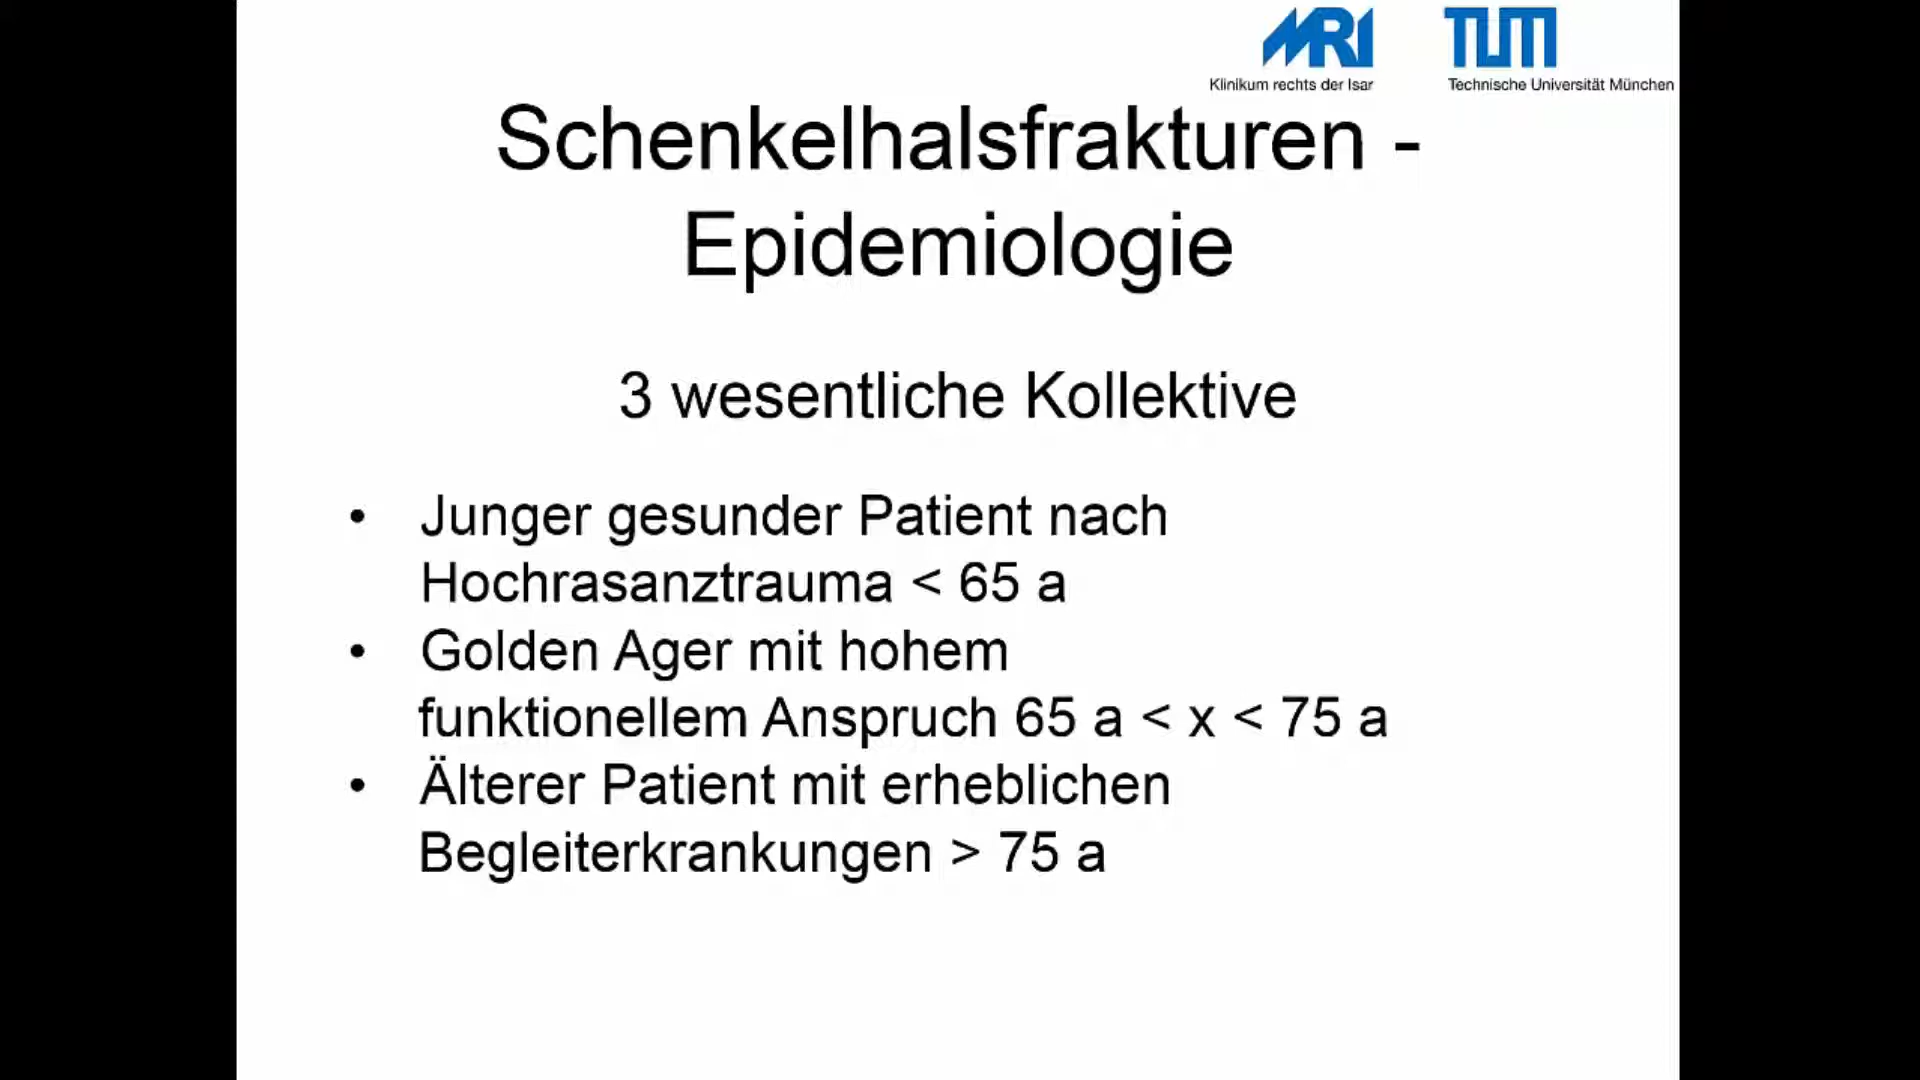 MRI
TUM
Klinikum rechts der Isar
Technische Universität München
Schenkelhalsfrakturen -
Epidemiologie
3 wesentliche Kollektive
• Junger gesunder Patient nach
Hochrasanztrauma < 65 a
• Golden Ager mit hohem
funktionellem Anspruch 65 a < x < 75 a
• Älterer Patient mit erheblichen
Begleiterkrankungen > 75 a